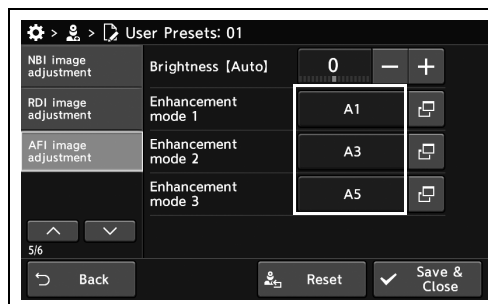 > > User Presets: 01
NBI image
adjustment
Brightness [Auto]
0
− +
RDI image
adjustment
Enhancement
mode 1
A1
AFI image
adjustment
Enhancement
mode 2
A3
Enhancement
mode 3
A5
5/6
Back
Reset
Save &
Close